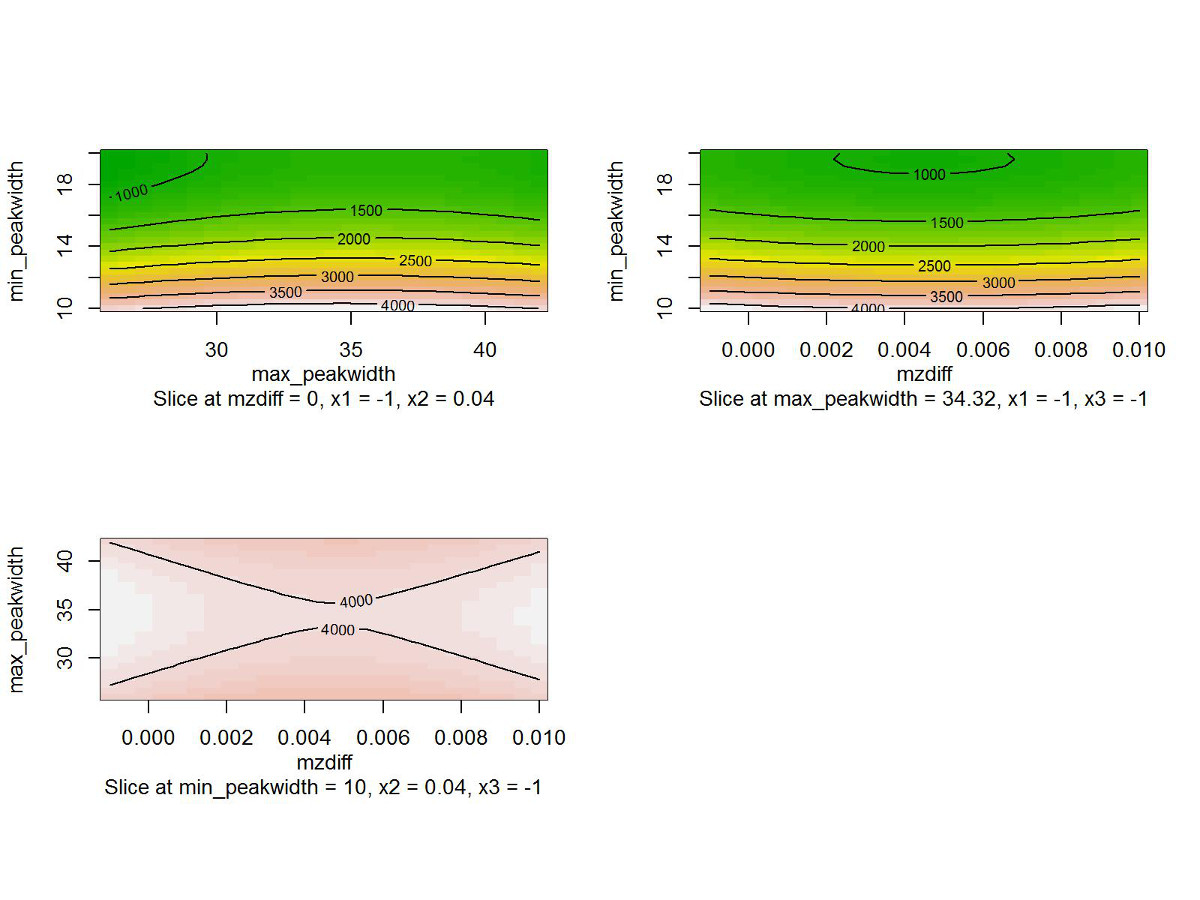 min_peakwidth
18
14
10
1000
1500
2000
2500
3000
3500
4000
30 35 40
max_peakwidth
Slice at mzdiff = 0, x1 = -1, x2 = 0.04
min_peakwidth
18
14
10
1000
1500
2000
2500
3000
3500
4000
0.000 0.002 0.004 0.006 0.008 0.010
mzdiff
Slice at max_peakwidth = 34.32, x1 = -1, x3 = -1
max_peakwidth
40
35
30
4000
4000
0.000 0.002 0.004 0.006 0.008 0.010
mzdiff
Slice at min_peakwidth = 10, x2 = 0.04, x3 = -1